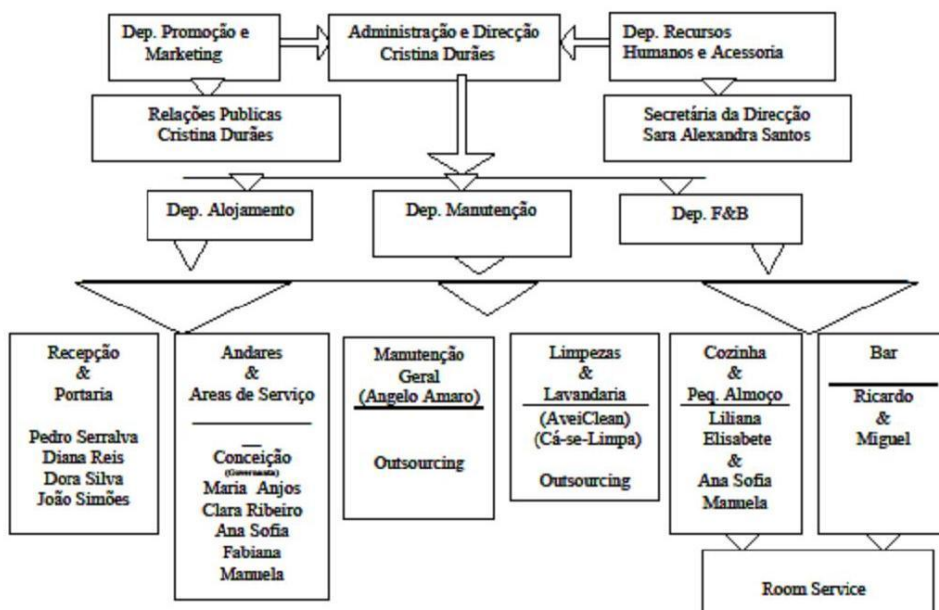 Dep. Promoção e
Marketing
Administração e Direcção
Cristina Durães
Dep. Recursos
Humanos e Acessoria
Relações Publicas
Cristina Durães
Secretária da Direcção
Sara Alexandra Santos
Dep. Alojamento
Dep. Manutenção
Dep. F&B
Recepção
&
Portaria
Pedro Serralva
Diana Reis
Dora Silva
João Simões
Andares
&
Areas de Serviço
Conceição
(Governanta)
Maria Anjos
Clara Ribeiro
Ana Sofia
Fabiana
Manuela
Manutenção
Geral
(Angelo Amaro)
Outsourcing
Limpezas
&
Lavandaria
(AveiClean)
(Cá-se-Limpa)
Outsourcing
Cozinha
&
Peq. Almoço
Liliana
Elisabete
&
Ana Sofia
Manuela
Bar
Ricardo
&
Miguel
Room Service